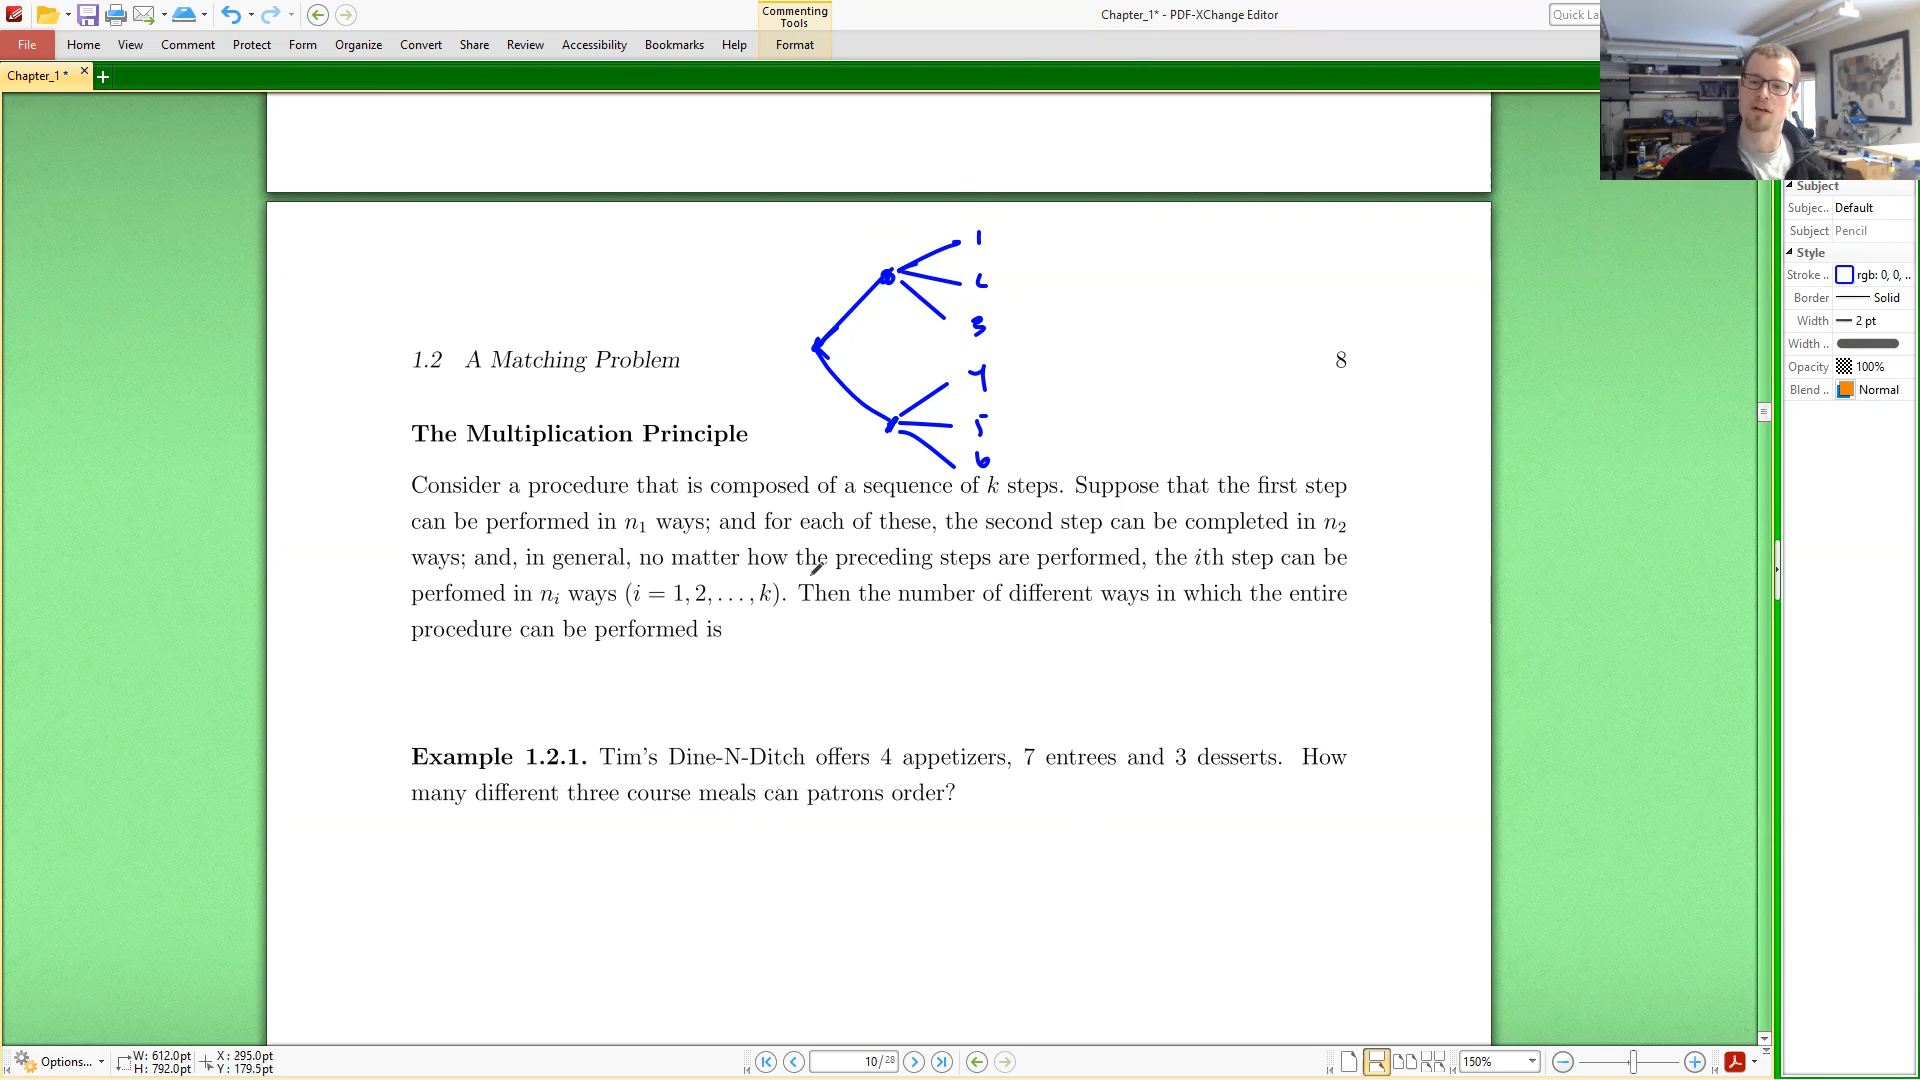 Commenting
Tools
Chapter_1* - PDF-XChange Editor
Quick La
File Home View Comment Protect Form Organize Convert Share Review Accessibility Bookmarks Help Format
Chapter_1 *
1
2
3
1.2 A Matching Problem 8
4
5
6
The Multiplication Principle
Consider a procedure that is composed of a sequence of k steps. Suppose that the first step
can be performed in n₁ ways; and for each of these, the second step can be completed in n₂
ways; and, in general, no matter how the preceding steps are performed, the ith step can be
perfomed in nᵢ ways (i = 1, 2, . . . , k). Then the number of different ways in which the entire
procedure can be performed is
Example 1.2.1. Tim's Dine-N-Ditch offers 4 appetizers, 7 entrees and 3 desserts. How
many different three course meals can patrons order?
Subject
Subjec.. Default
Subject Pencil
Style
Stroke .. rgb: 0, 0, ..
Border Solid
Width 2 pt
Width ..
Opacity 100%
Blend .. Normal
Options...
W: 612.0pt
H: 792.0pt
X: 295.0pt
Y: 179.5pt
10 / 28
150%